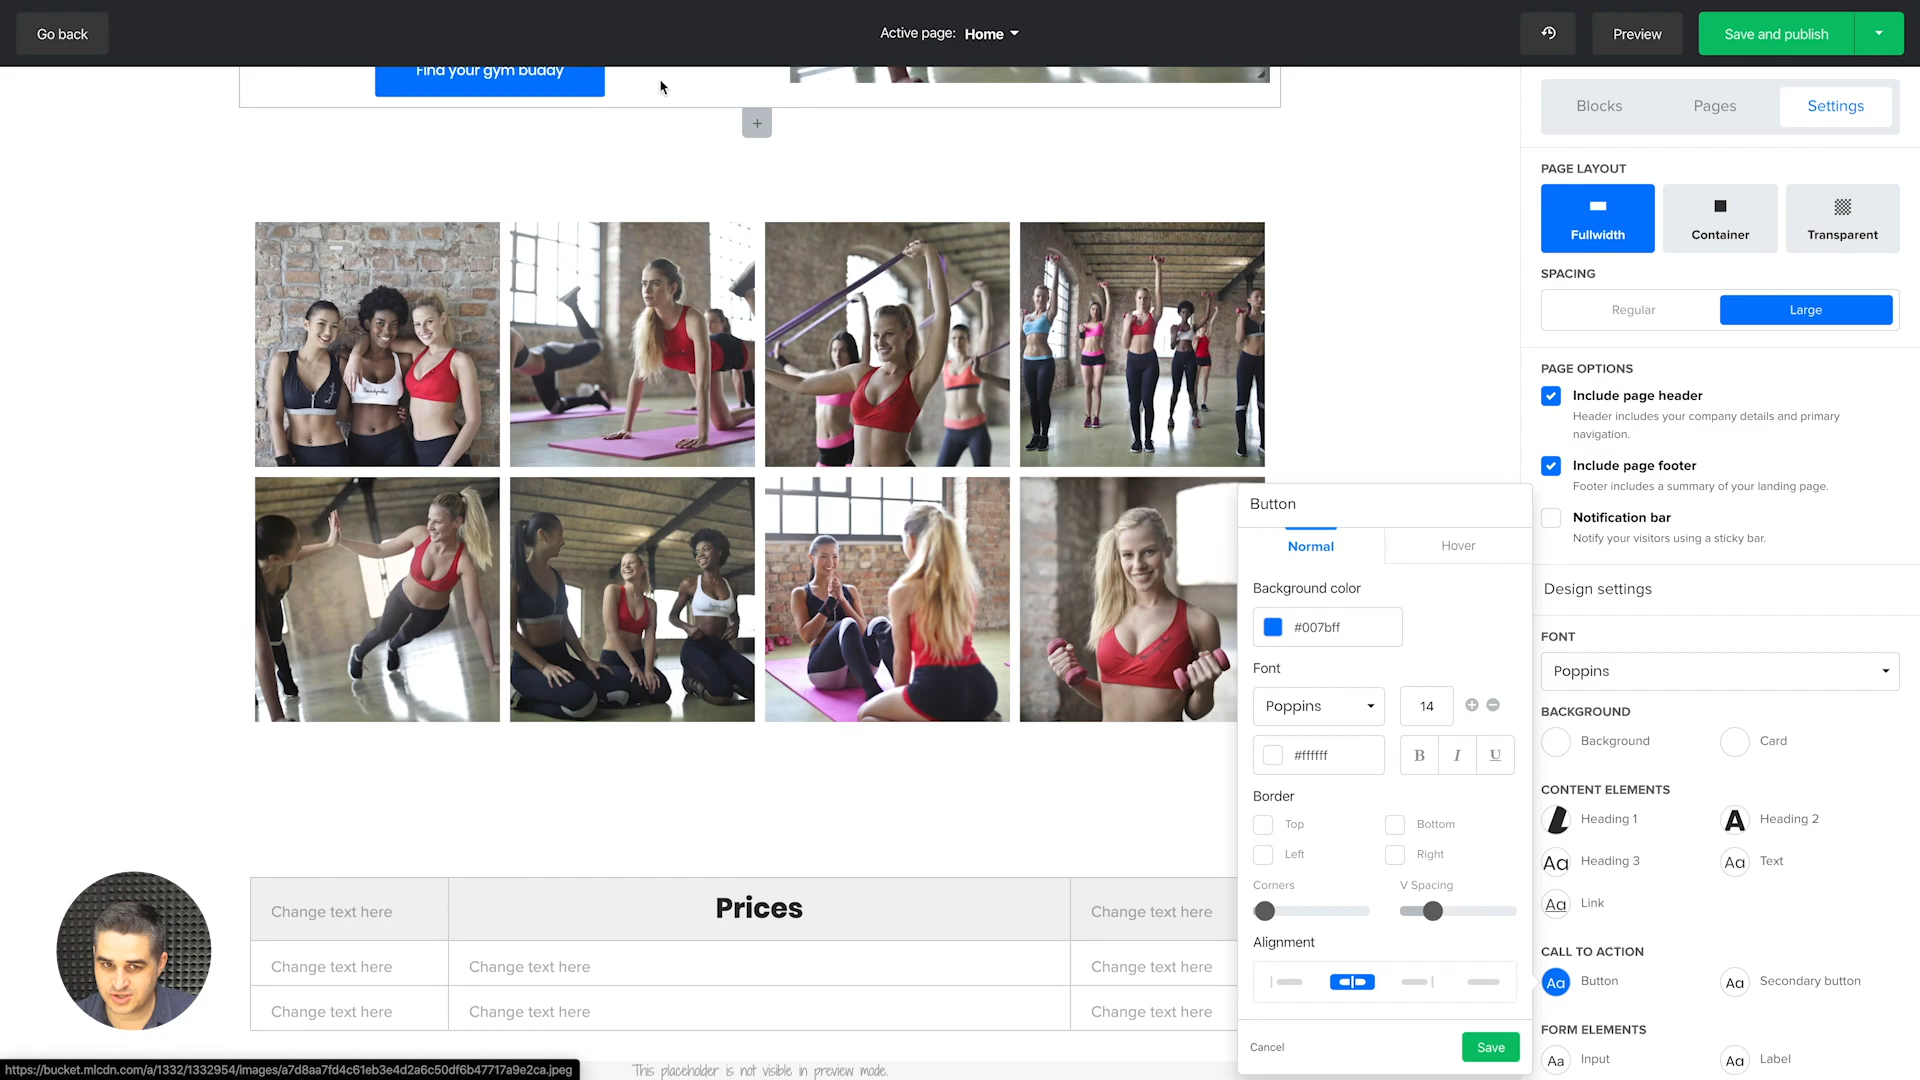 Go back
Active page: Home
Preview
Save and publish
Find your gym buddy
+
Blocks
Pages
Settings
PAGE LAYOUT
Fullwidth
Container
Transparent
SPACING
Regular
Large
PAGE OPTIONS
Include page header
Header includes your company details and primary
navigation.
Include page footer
Footer includes a summary of your landing page.
Notification bar
Notify your visitors using a sticky bar.
Design settings
FONT
Poppins
BACKGROUND
Background
Card
CONTENT ELEMENTS
Heading 1
A Heading 2
Aa Heading 3
Aa Text
Aa Link
CALL TO ACTION
Aa Button
Aa Secondary button
FORM ELEMENTS
Aa Input
Aa Label
Button
Normal
Hover
Background color
#007bff
Font
Poppins
14
#ffffff
B I U
Border
Top
Bottom
Left
Right
Corners
V Spacing
Alignment
Cancel
Save
Change text here
Prices
Change text here
Change text here
Change text here
Change text here
Change text here
Change text here
Change text here
This placeholder is not visible in preview mode.
https://bucket.mlcdn.com/a/1332/1332954/images/a7d8aa7fd4c61eb3e4d2a6c50df6b47717a9e2ca.jpeg